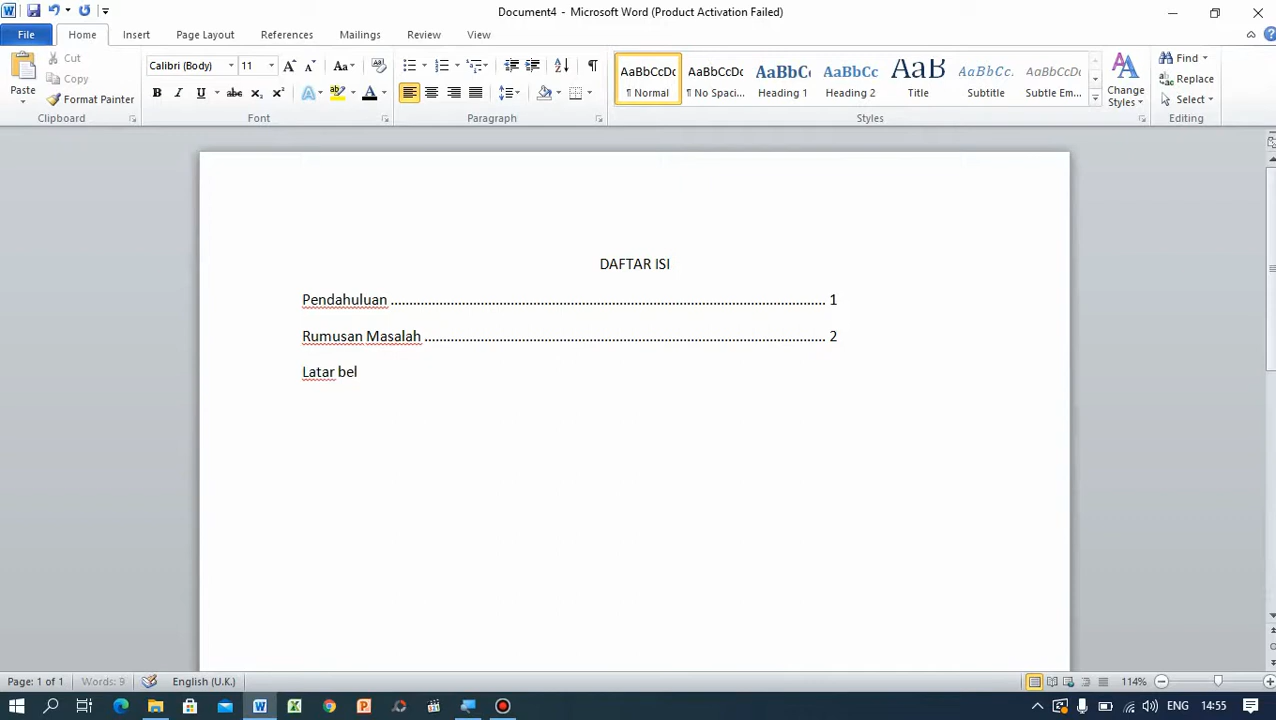 Document4 - Microsoft Word (Product Activation Failed)
File Home Insert Page Layout References Mailings Review View
Paste
Cut
Copy
Format Painter
Clipboard
Calibri (Body) 11
Font
Paragraph
AaBbCcDc AaBbCcDc AaBbC AaBbCc AaB AaBbCc. AaBbCcDc
¶ Normal ¶ No Spaci... Heading 1 Heading 2 Title Subtitle Subtle Em...
Change
Styles
Styles
Find
Replace
Select
Editing
DAFTAR ISI
Pendahuluan ........................................................................................................ 1
Rumusan Masalah ................................................................................................ 2
Latar bel
Page: 1 of 1 Words: 9 English (U.K.) 114%
ENG 14:55